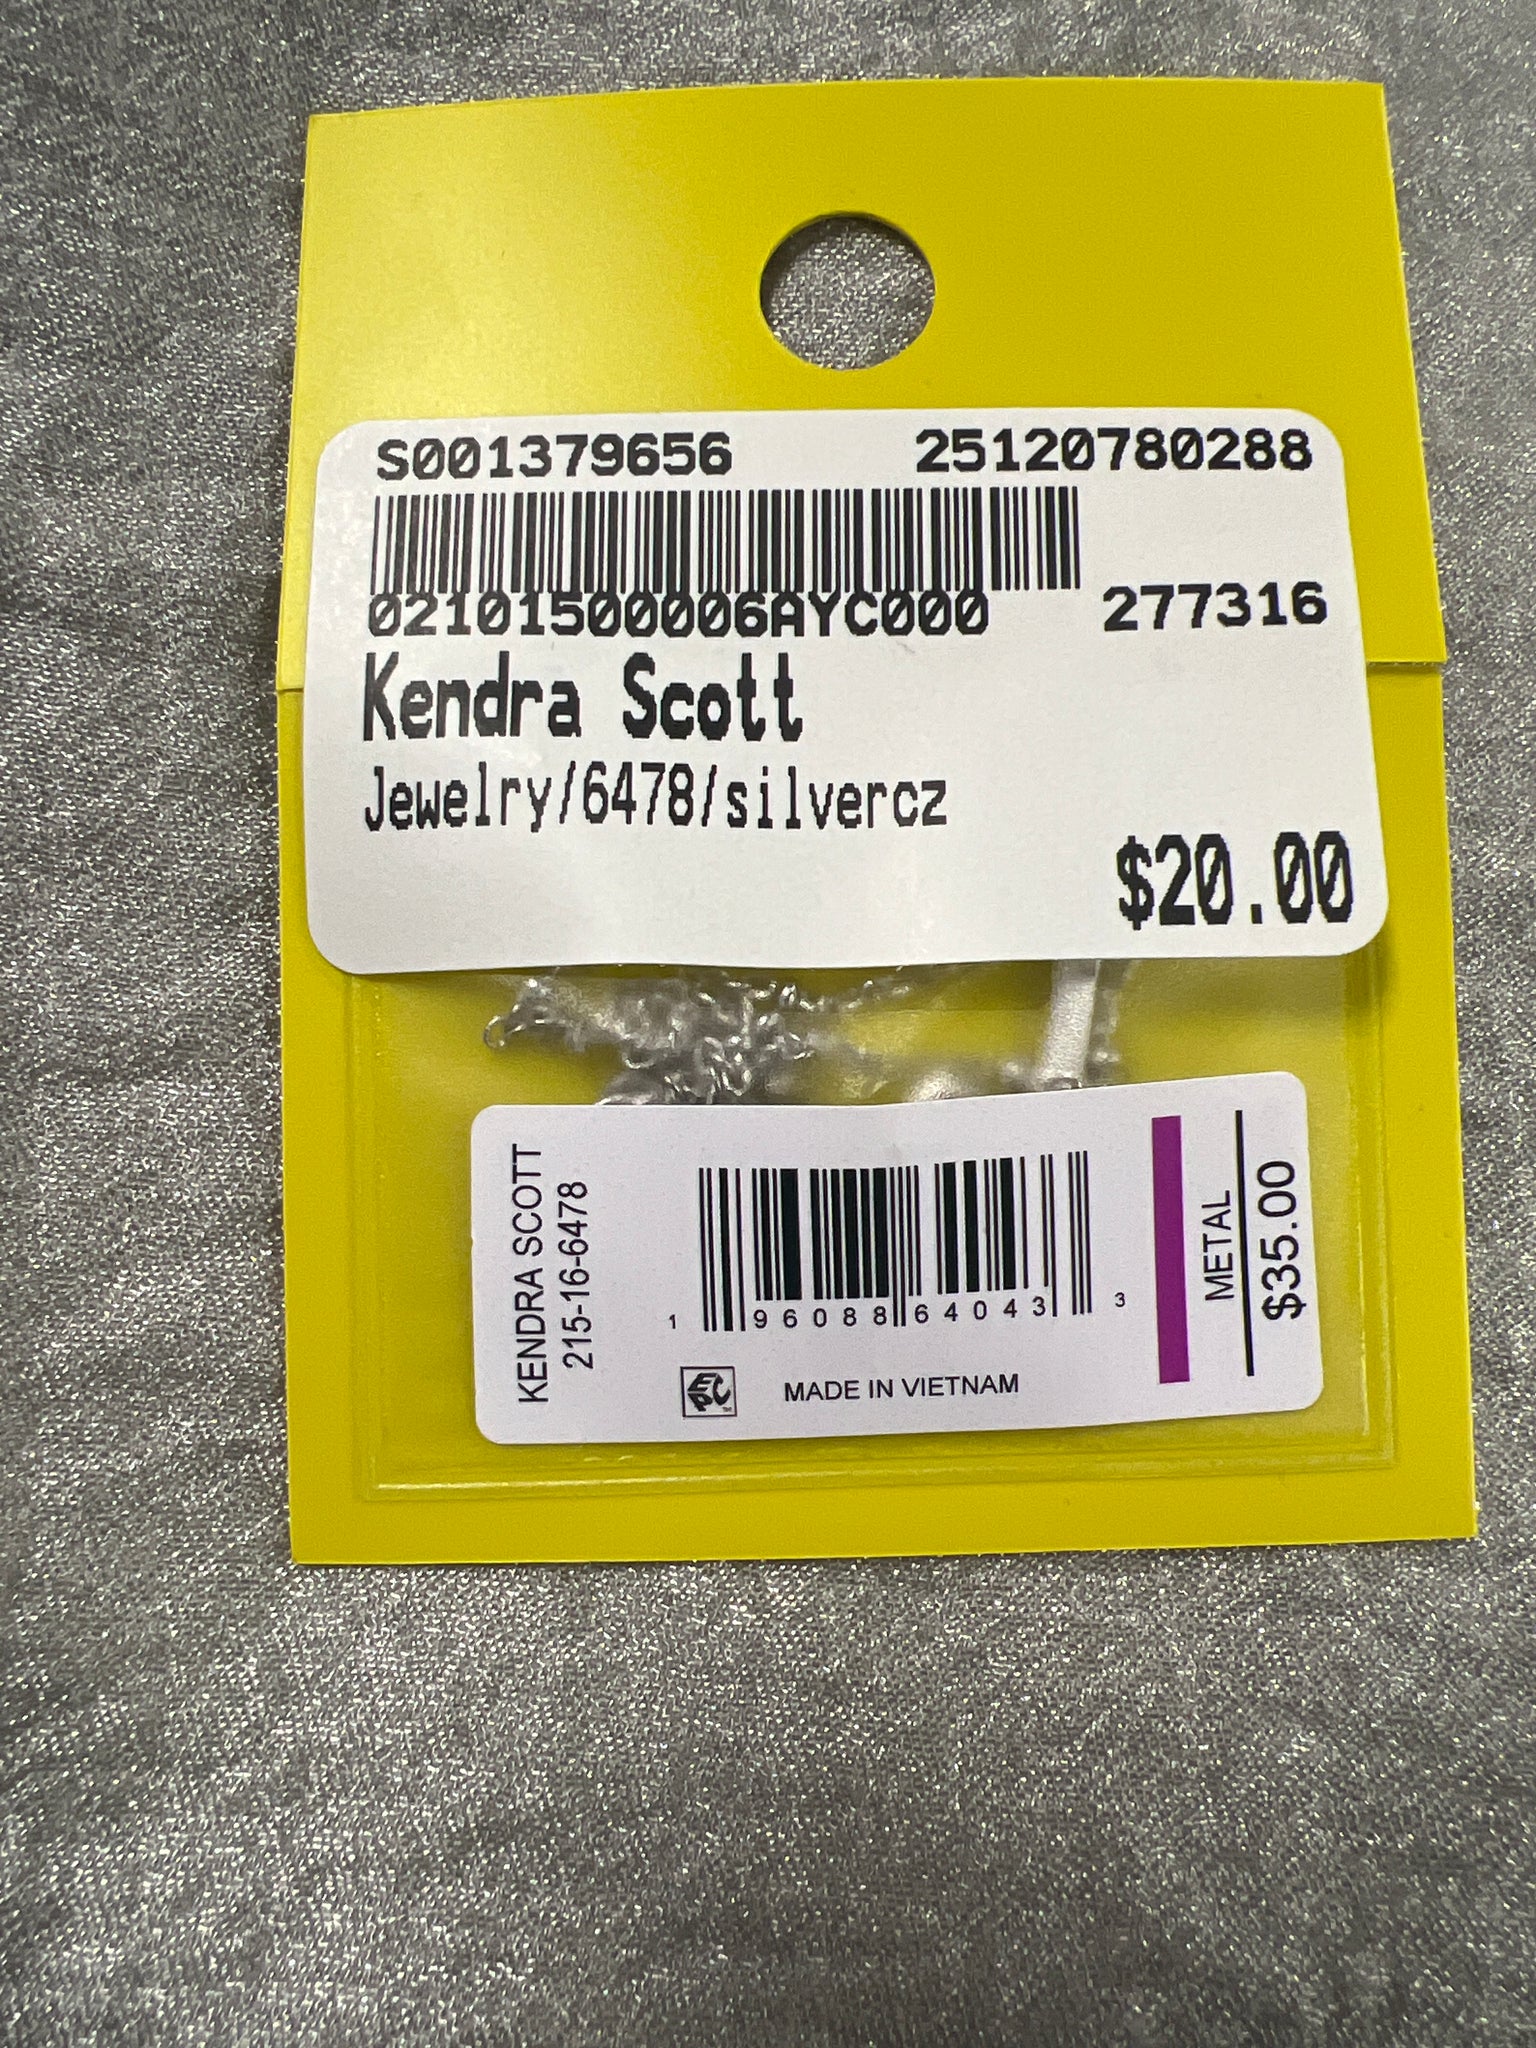 S001379656 25120780288
02101500006AYC000 277316
Kendra Scott
Jewelry/6478/silvercz
$20.00
KENDRA SCOTT
215-16-6478
1 96088 64043 3
EPC
MADE IN VIETNAM
METAL
$35.00